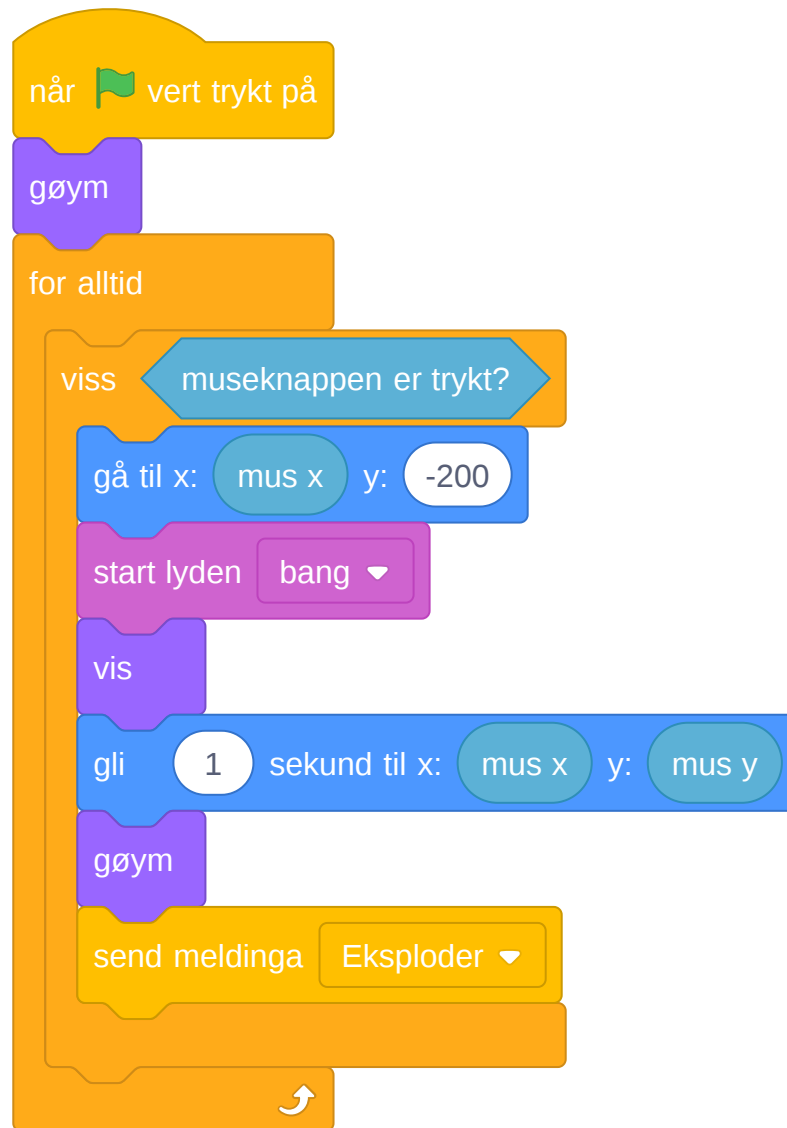 når vert trykt på
gøym
for alltid
viss museknappen er trykt?
gå til x: mus x y: -200
start lyden bang
vis
gli 1 sekund til x: mus x y: mus y
gøym
send meldinga Eksploder